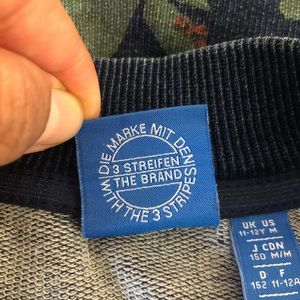 DIE MARKE MIT DEN
3 STREIFEN
THE BRAND
WITH THE 3 STRIPES
UK US
11-12Y M
J CDN
150 M/M
D F
152 11-12A